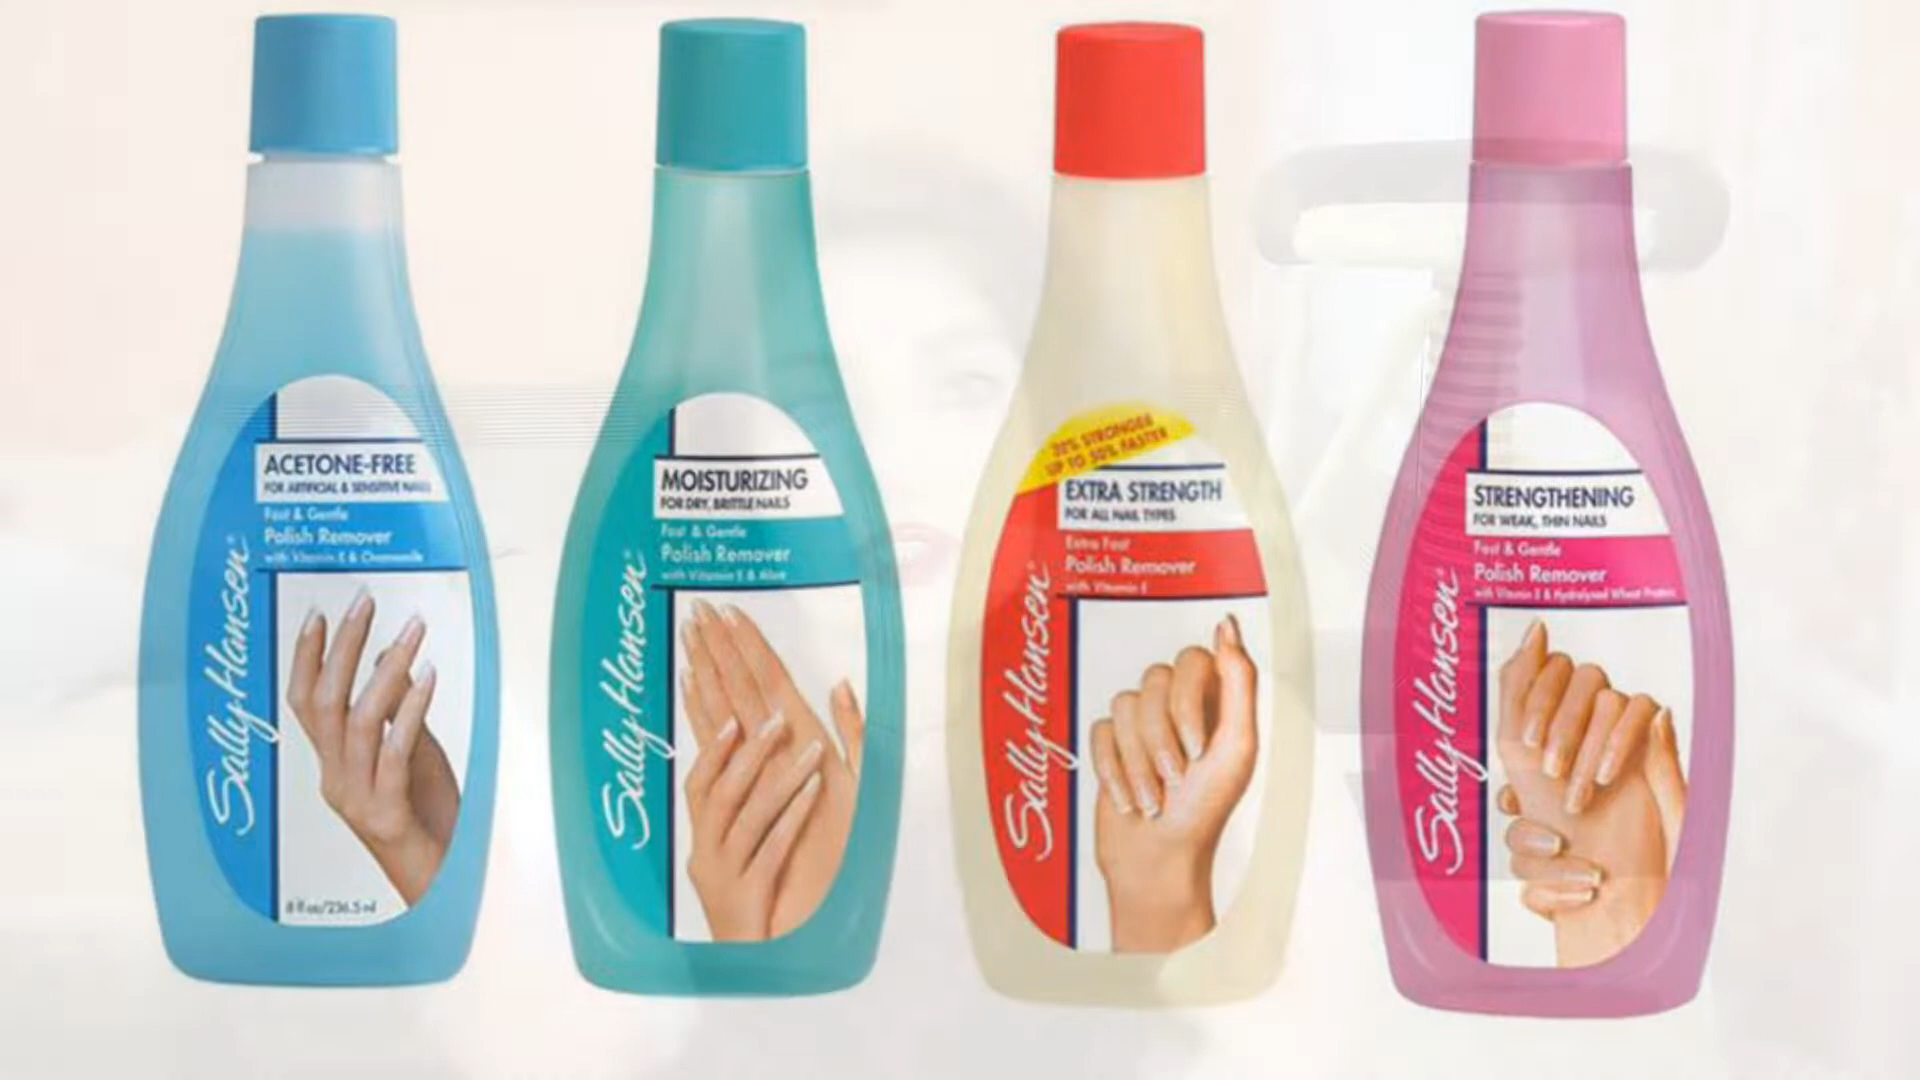 ACETONE-FREE
FOR ARTIFICIAL & SENSITIVE NAILS
Fast & Gentle
Polish Remover
with Vitamin E & Chamomile
Sally Hansen®
8 fl oz/236.5 ml
MOISTURIZING
FOR DRY, BRITTLE NAILS
Fast & Gentle
Polish Remover
with Vitamin E & Aloe
Sally Hansen®
STRONGER
UP TO 50% FASTER
EXTRA STRENGTH
FOR ALL NAIL TYPES
Extra Fast
Polish Remover
with Vitamin E
Sally Hansen®
STRENGTHENING
FOR WEAK, THIN NAILS
Fast & Gentle
Polish Remover
with Vitamin E & Hydrolyzed Wheat Protein
Sally Hansen®